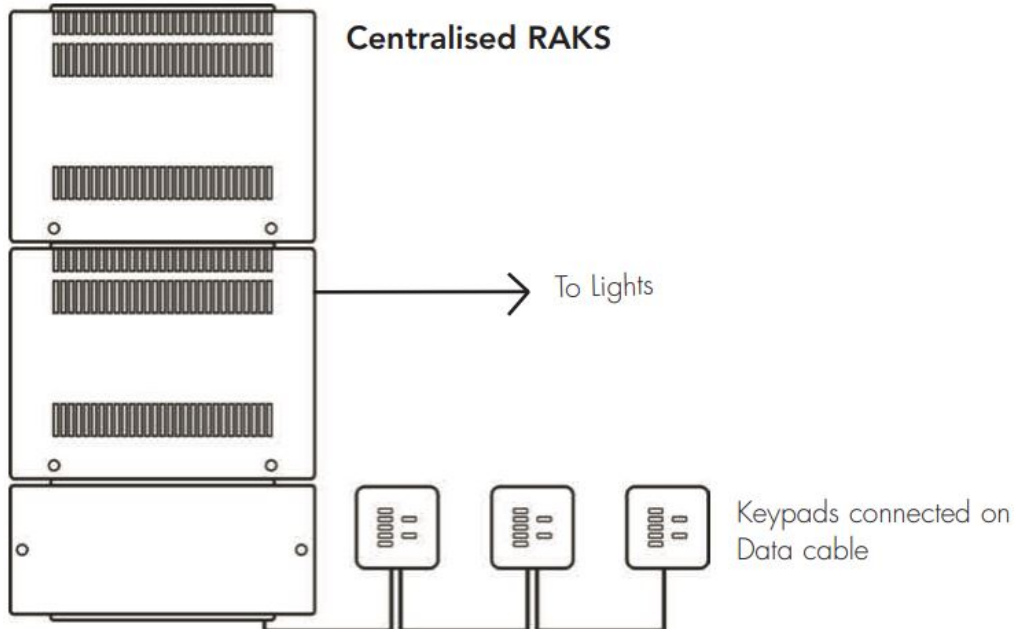 Centralised RAKS
To Lights
Keypads connected on
Data cable